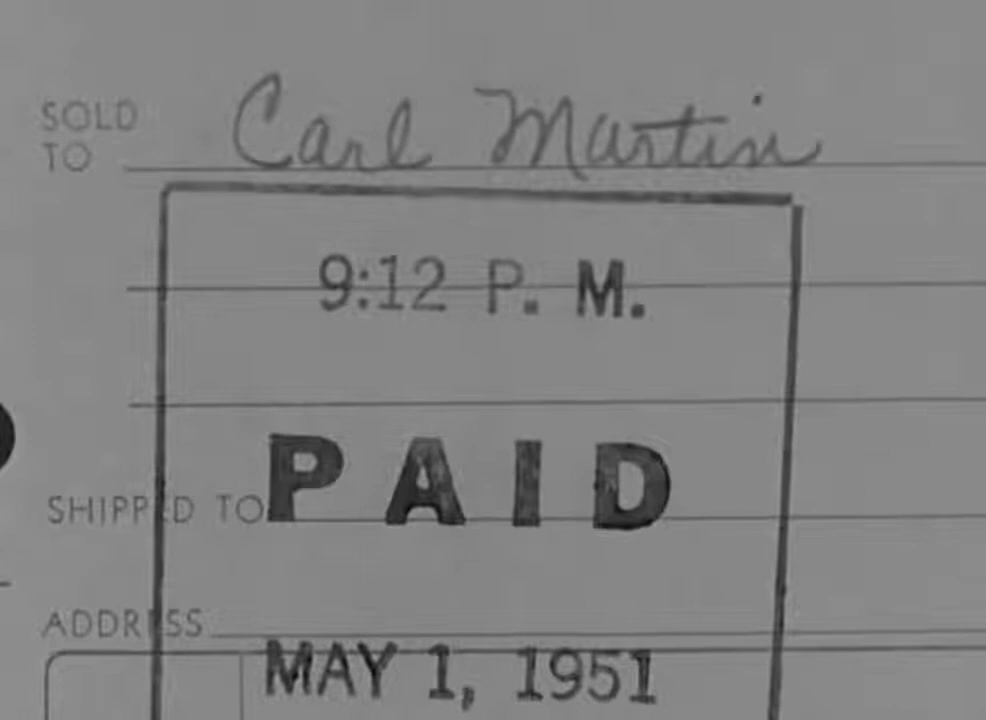 SOLD
TO Carl Martin
9:12 P. M.
PAID
SHIPPED TO
ADDRESS
MAY 1, 1951